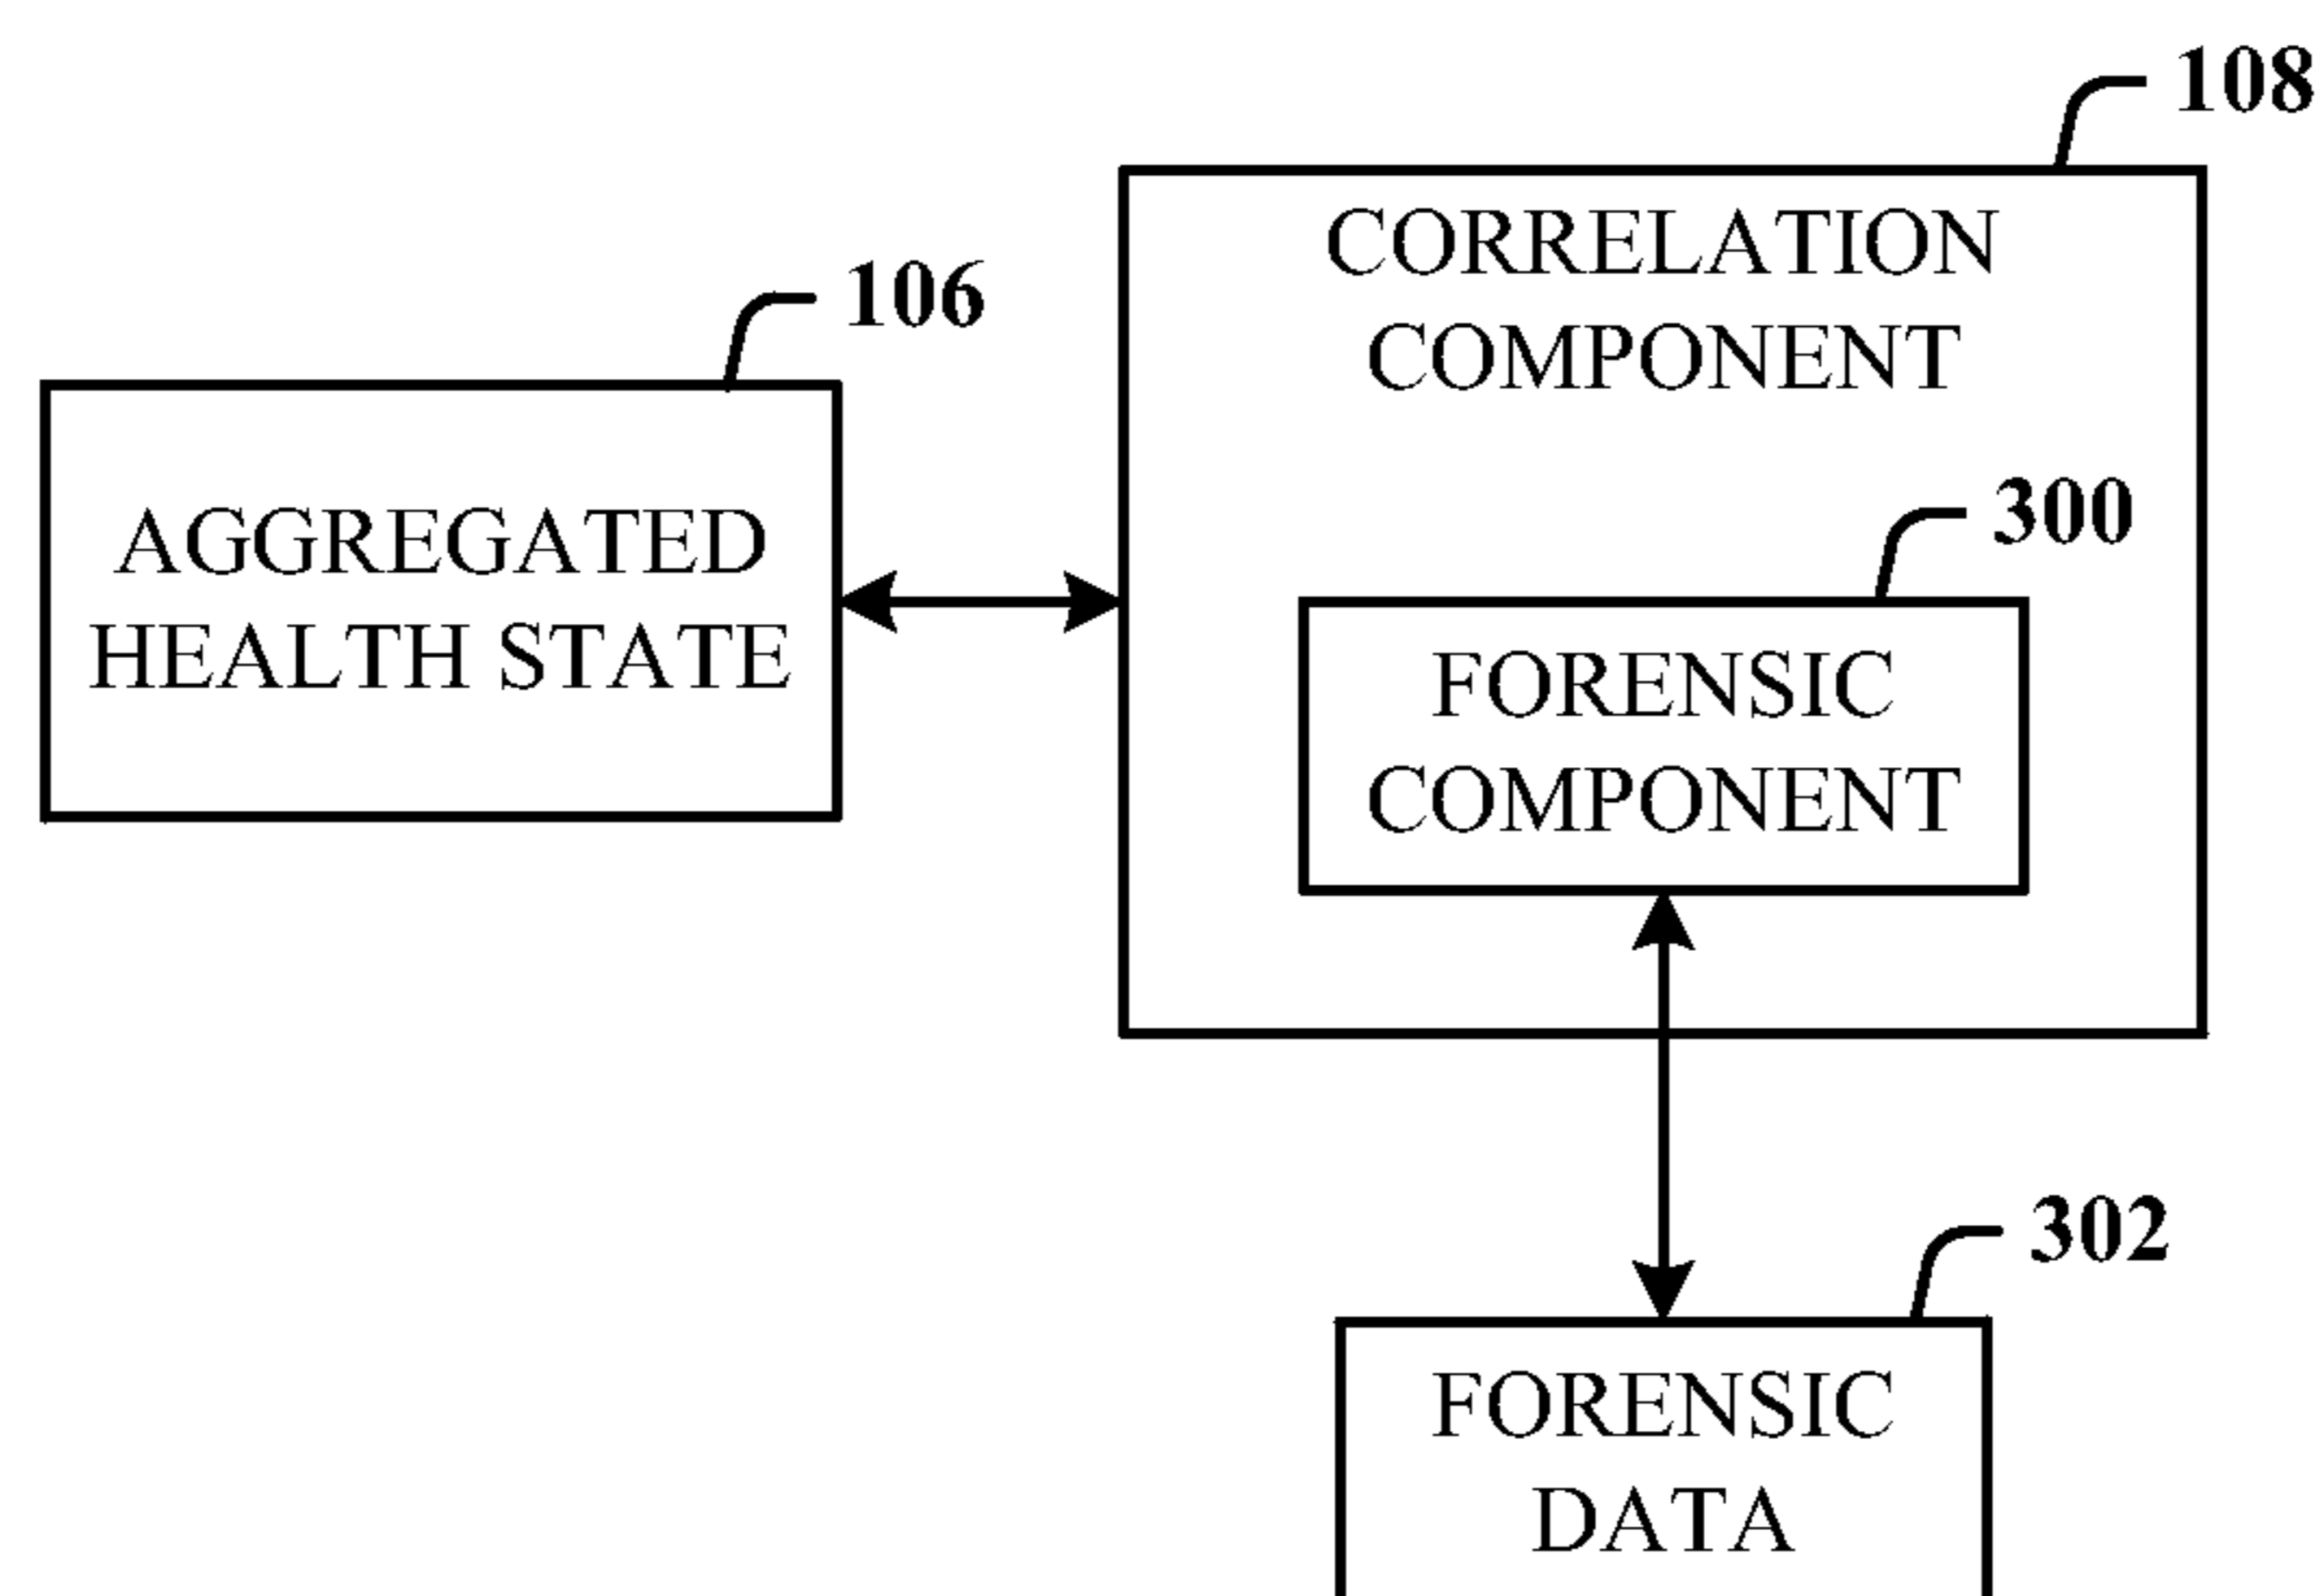 108
CORRELATION
COMPONENT
106
AGGREGATED
HEALTH STATE
300
FORENSIC
COMPONENT
302
FORENSIC
DATA